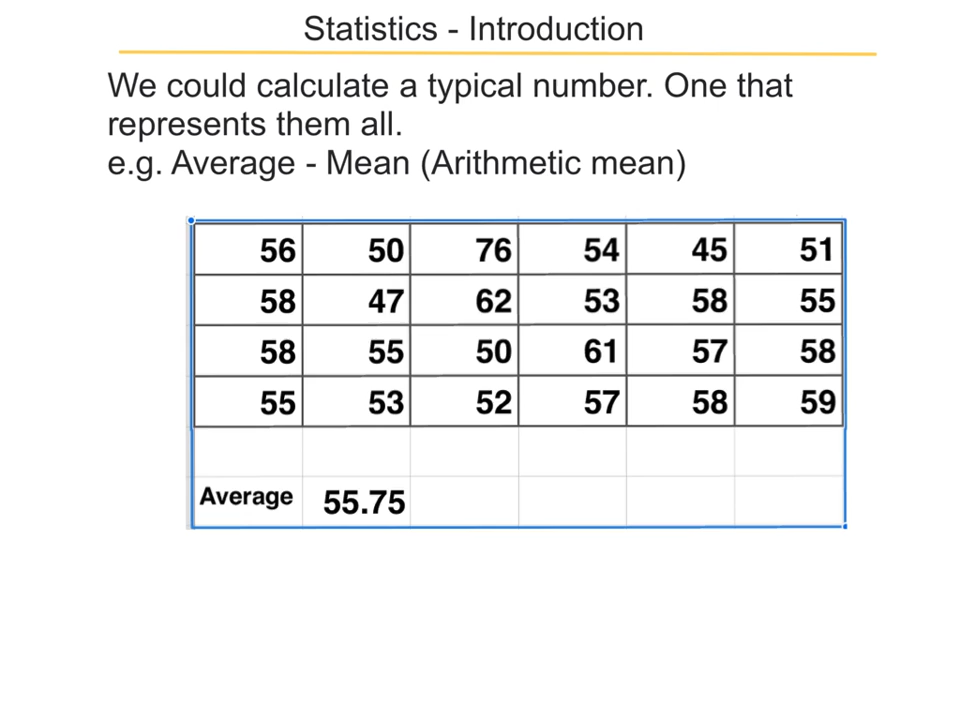 Statistics - Introduction
We could calculate a typical number. One that
represents them all.
e.g. Average - Mean (Arithmetic mean)
56 50 76 54 45 51
58 47 62 53 58 55
58 55 50 61 57 58
55 53 52 57 58 59
Average 55.75